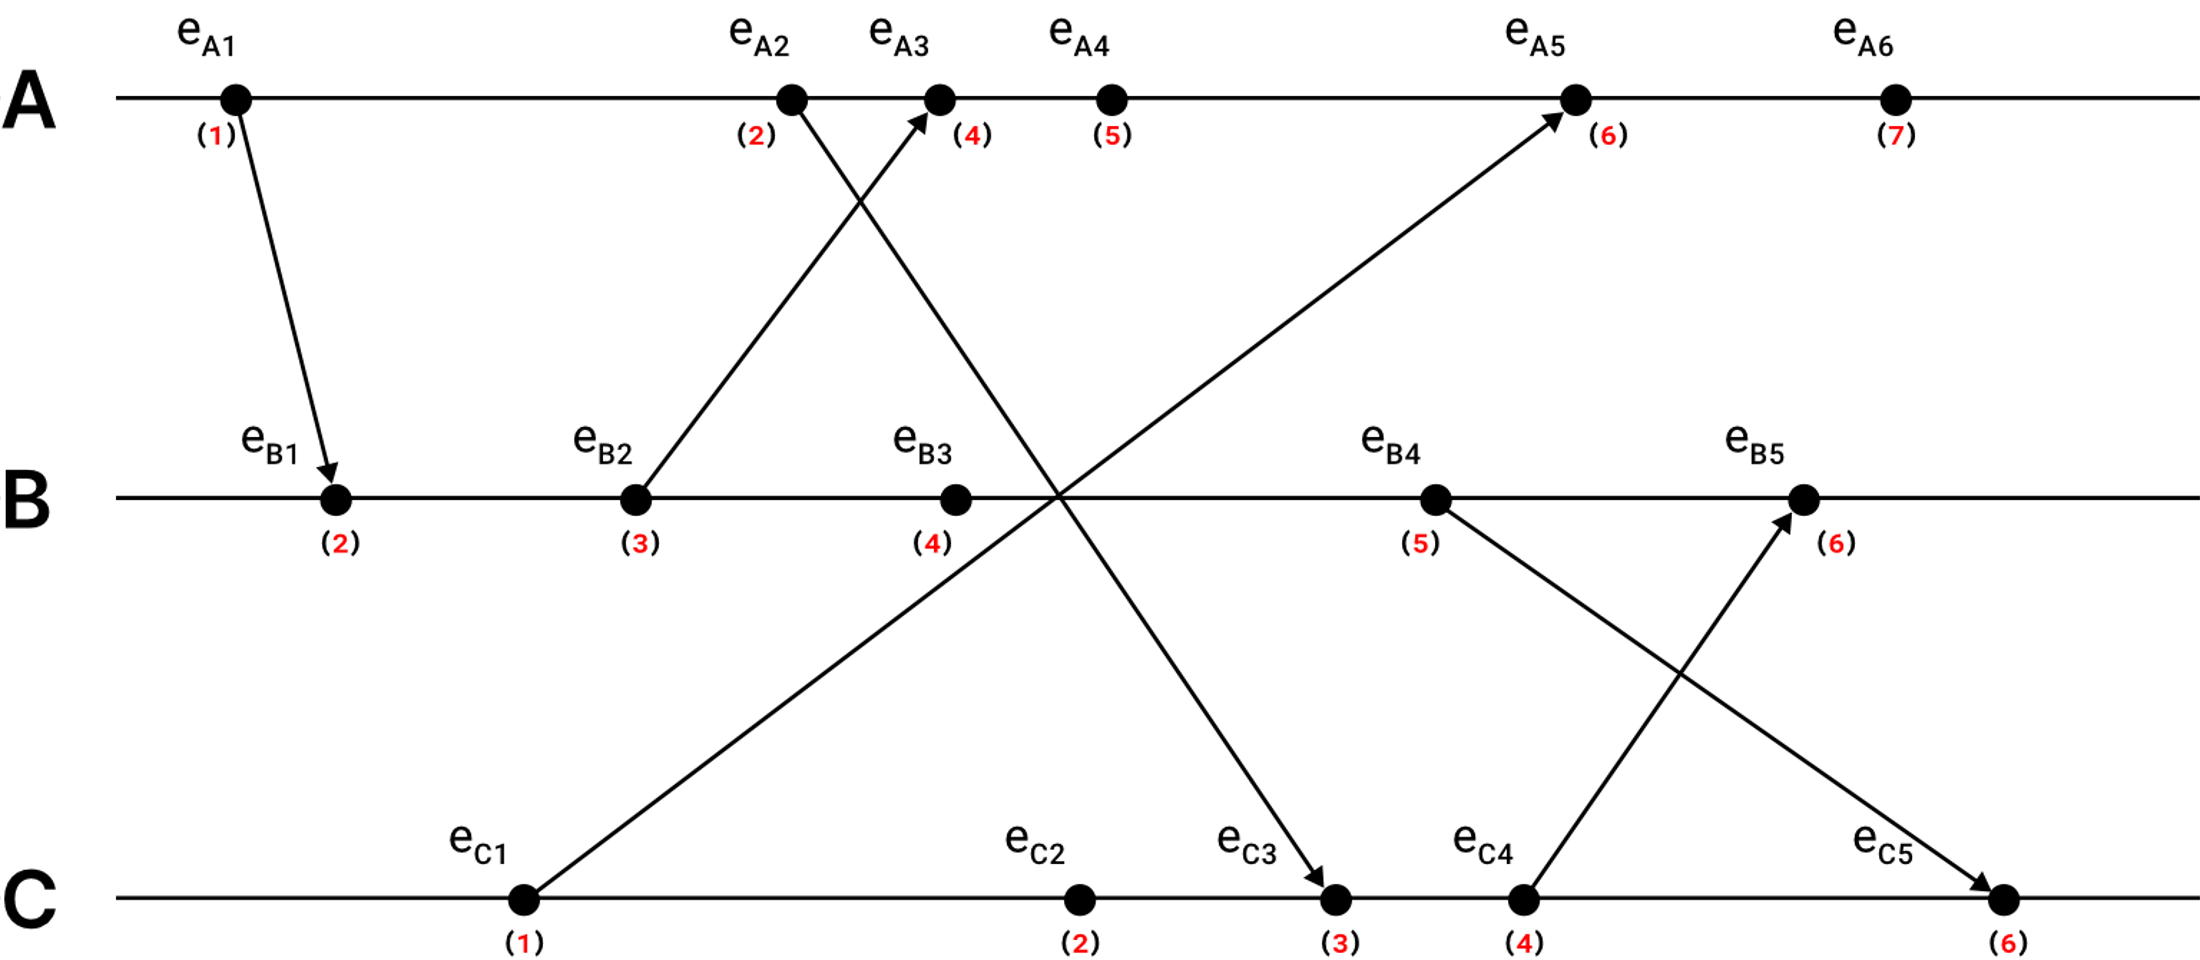 eA1 eA2 eA3 eA4 eA5 eA6
A
(1) (2) (4) (5) (6) (7)
eB1 eB2 eB3 eB4 eB5
B
(2) (3) (4) (5) (6)
eC1 eC2 eC3 eC4 eC5
C
(1) (2) (3) (4) (6)